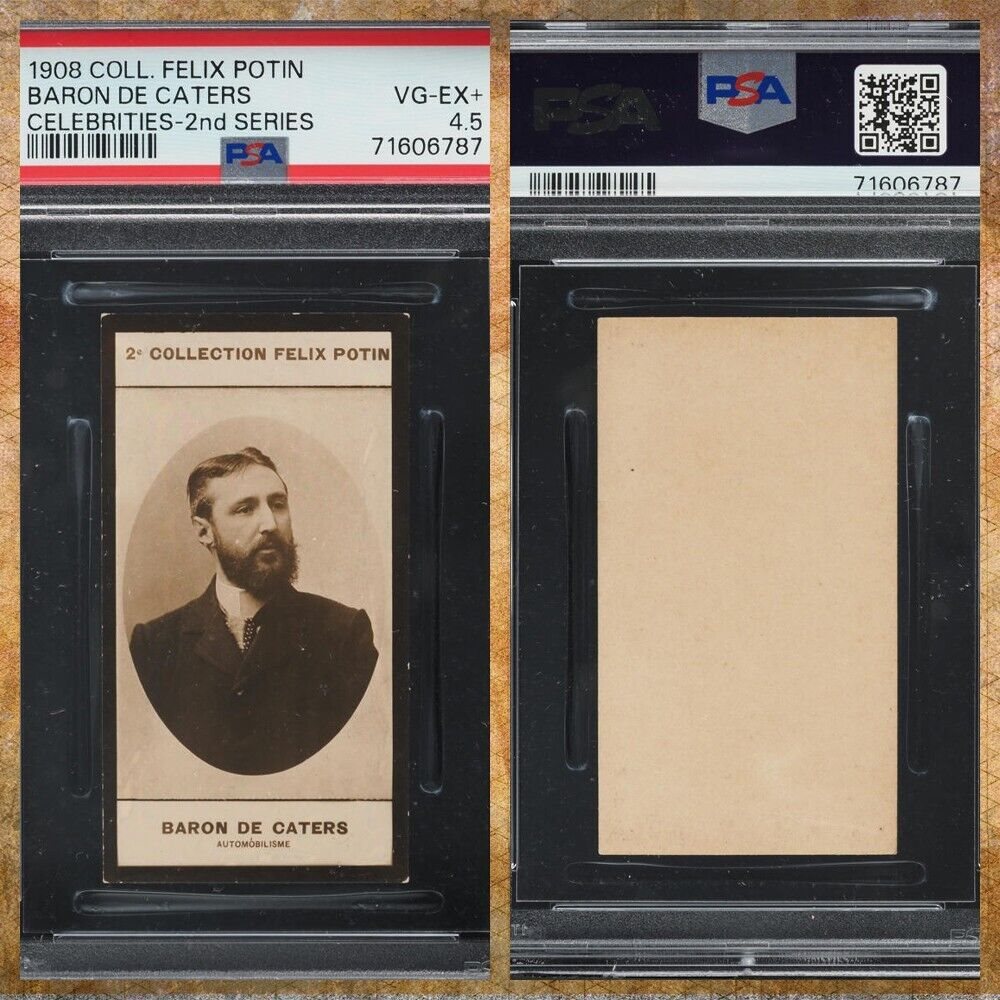 1908 COLL. FELIX POTIN
BARON DE CATERS VG-EX+
CELEBRITIES-2nd SERIES 4.5
PSA 71606787
2e COLLECTION FELIX POTIN
BARON DE CATERS
AUTOMOBILISME
PSA PSA
71606787